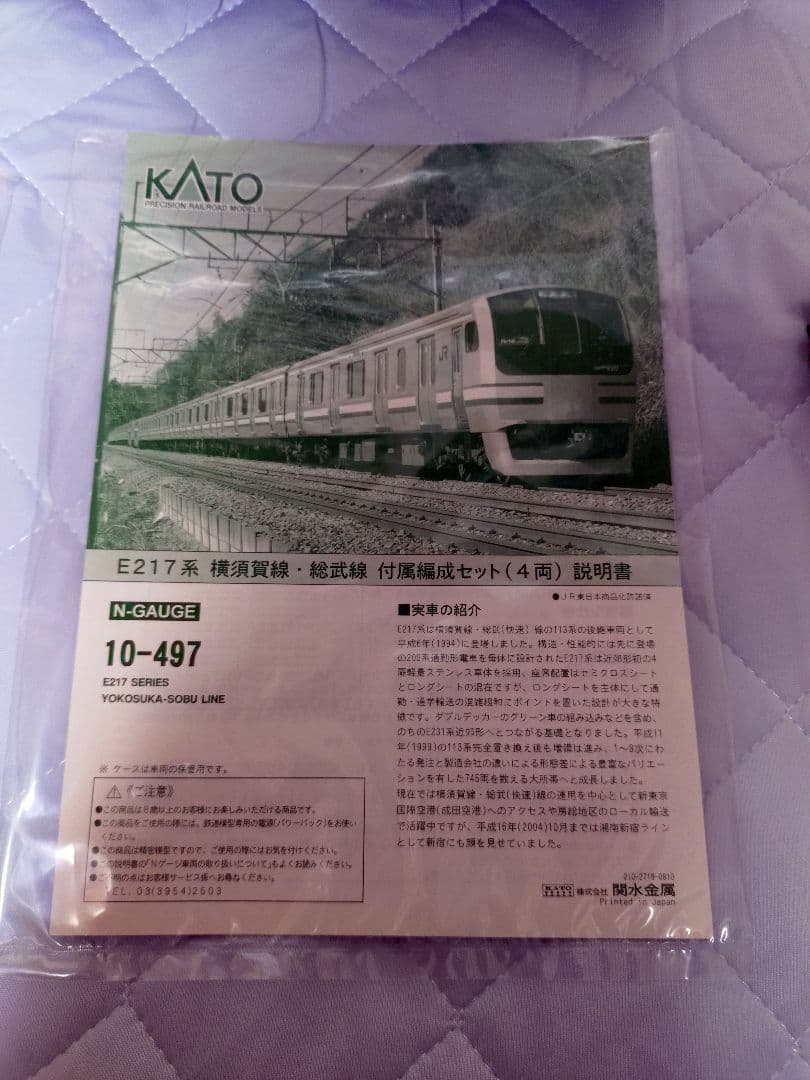 KATO
PRECISION RAILROAD MODELS
E217系 横須賀線・総武線 付属編成セット(4両) 説明書
●JR東日本商品化許諾済
N-GAUGE
10-497
E217 SERIES
YOKOSUKA-SOBU LINE
※ ケースは車両の保管用です。
⚠《ご注意》
●この商品は8歳以上のお客様にお楽しみいただける商品です。
●この商品をご使用の際には、鉄道模型専用の電源(パワーパック)をお使い
ください。
●この商品は精密模型ですので、ご使用の際にはお気を付けください。
●この説明書の「Nゲージ車両の取り扱いについて」もよくお読みください。
●ご不明の点はお客様サービス係へお尋ねください。
TEL. 03(3954)2503
■実車の紹介
E217系は横須賀線・総武(快速)線の113系の後継車両として
平成6年(1994)に登場しました。構造・性能的には先に登場
の209系通勤形電車を母体に設計されたE217系は近郊形初の4
扉軽量ステンレス車体を採用、座席配置はセミクロスシート
とロングシートの混在ですが、ロングシートを主体にして通
勤・通学輸送の混雑緩和にポイントを置いた設計が大きな特
徴です。ダブルデッカーのグリーン車の組み込みなどを含め、
のちのE231系近郊形へとつながる基礎となりました。平成11
年(1999)の113系完全置き換え後も増備は進み、1〜8次にわ
たる発注と製造会社の違いによる形態差による豊富なバリエー
ションを有した745両を数える大所帯へと成長しました。
現在では横須賀線・総武(快速)線の運用を中心として新東京
国際空港(成田空港)へのアクセスや房総地区のローカル輸送
で活躍中ですが、平成16年(2004)10月までは湘南新宿ライン
として新宿にも顔を見せていました。
010-2719-0810
KATO 株式会社 関水金属
Printed in Japan